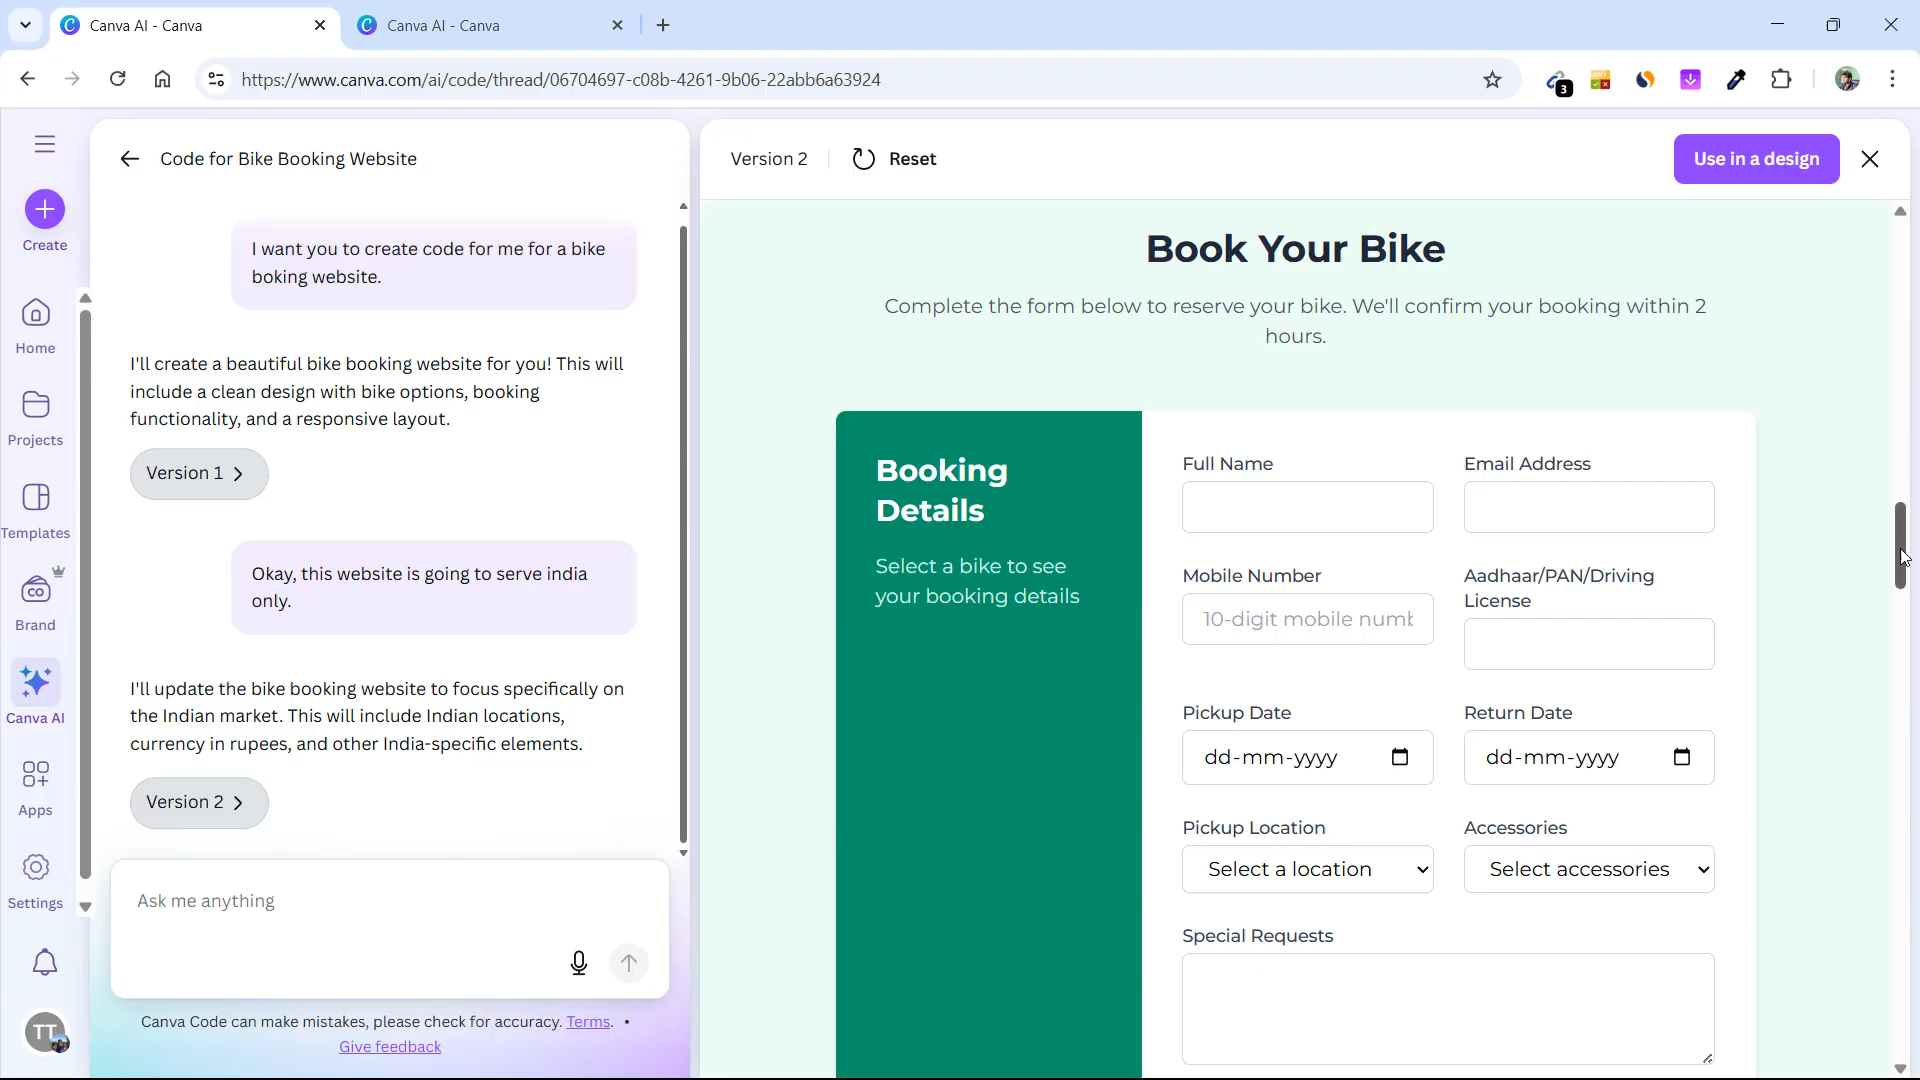 Canva AI - Canva
Canva AI - Canva
https://www.canva.com/ai/code/thread/06704697-c08b-4261-9b06-22abb6a63924
3
Create
Home
Projects
Templates
CO
Brand
Canva AI
Apps
Settings
TT
Code for Bike Booking Website
I want you to create code for me for a bike
boking website.
I'll create a beautiful bike booking website for you! This will
include a clean design with bike options, booking
functionality, and a responsive layout.
Version 1
Okay, this website is going to serve india
only.
I'll update the bike booking website to focus specifically on
the Indian market. This will include Indian locations,
currency in rupees, and other India-specific elements.
Version 2
Ask me anything
Canva Code can make mistakes, please check for accuracy. Terms. •
Give feedback
Version 2
Reset
Use in a design
Book Your Bike
Complete the form below to reserve your bike. We'll confirm your booking within 2
hours.
Booking
Details
Select a bike to see
your booking details
Full Name
Email Address
Mobile Number
10-digit mobile numb
Aadhaar/PAN/Driving
License
Pickup Date
dd-mm-yyyy
Return Date
dd-mm-yyyy
Pickup Location
Select a location
Accessories
Select accessories
Special Requests